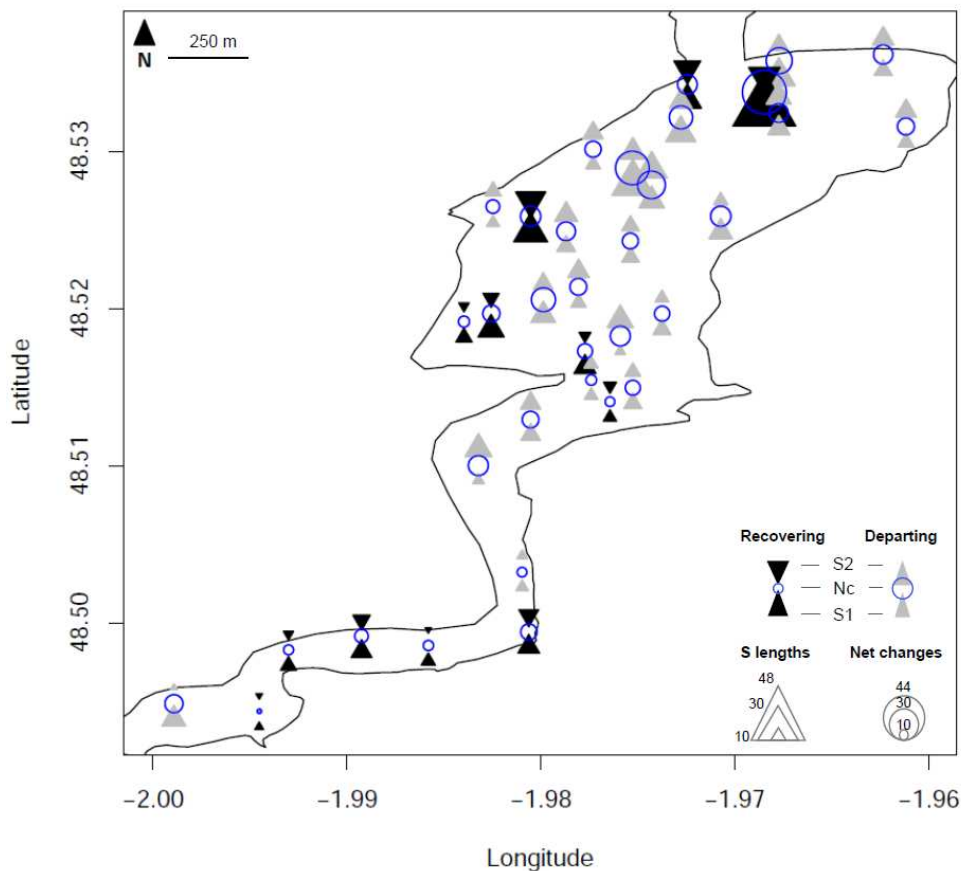 N
250 m
48.53
48.52
48.51
48.50
Latitude
−2.00
−1.99
−1.98
−1.97
−1.96
Longitude
Recovering
Departing
S2
Nc
S1
S lengths
Net changes
48
30
10
44
30
10